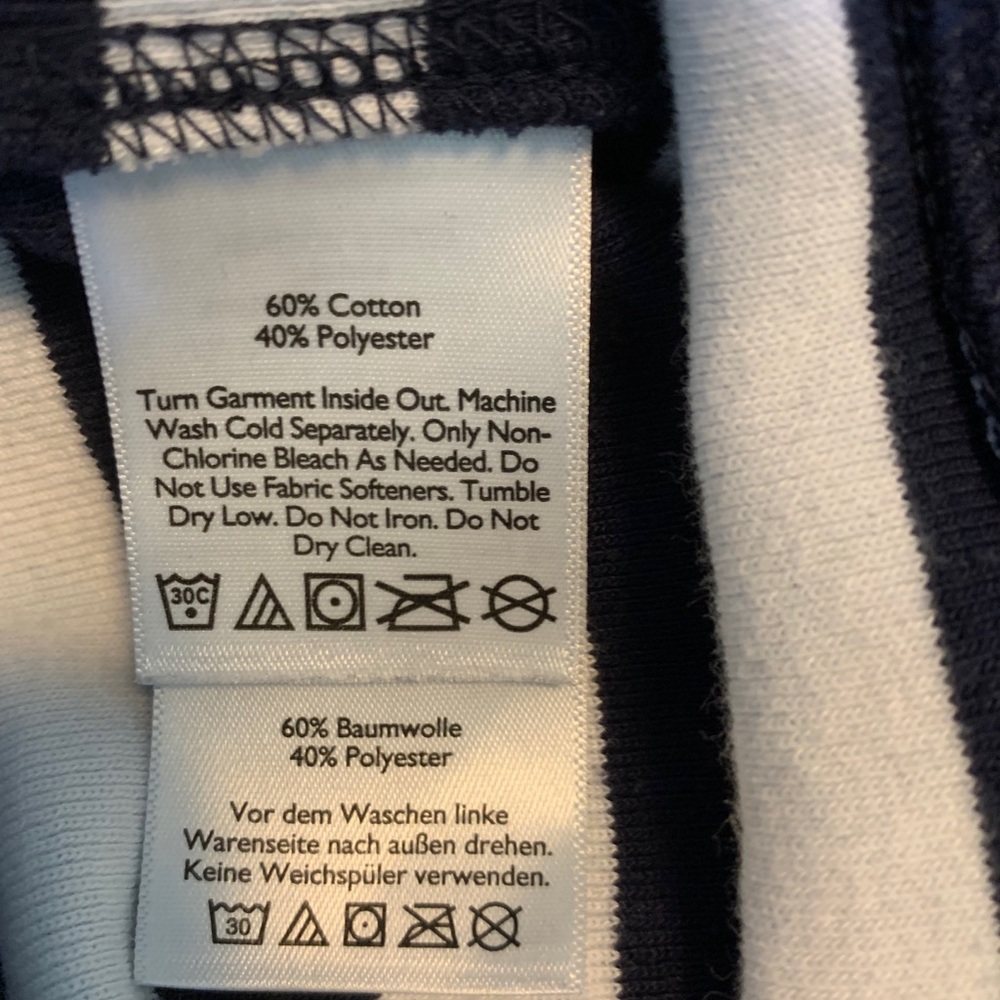 60% Cotton
40% Polyester
Turn Garment Inside Out. Machine
Wash Cold Separately. Only Non-
Chlorine Bleach As Needed. Do
Not Use Fabric Softeners. Tumble
Dry Low. Do Not Iron. Do Not
Dry Clean.
30C
60% Baumwolle
40% Polyester
Vor dem Waschen linke
Warenseite nach außen drehen.
Keine Weichspüler verwenden.
30